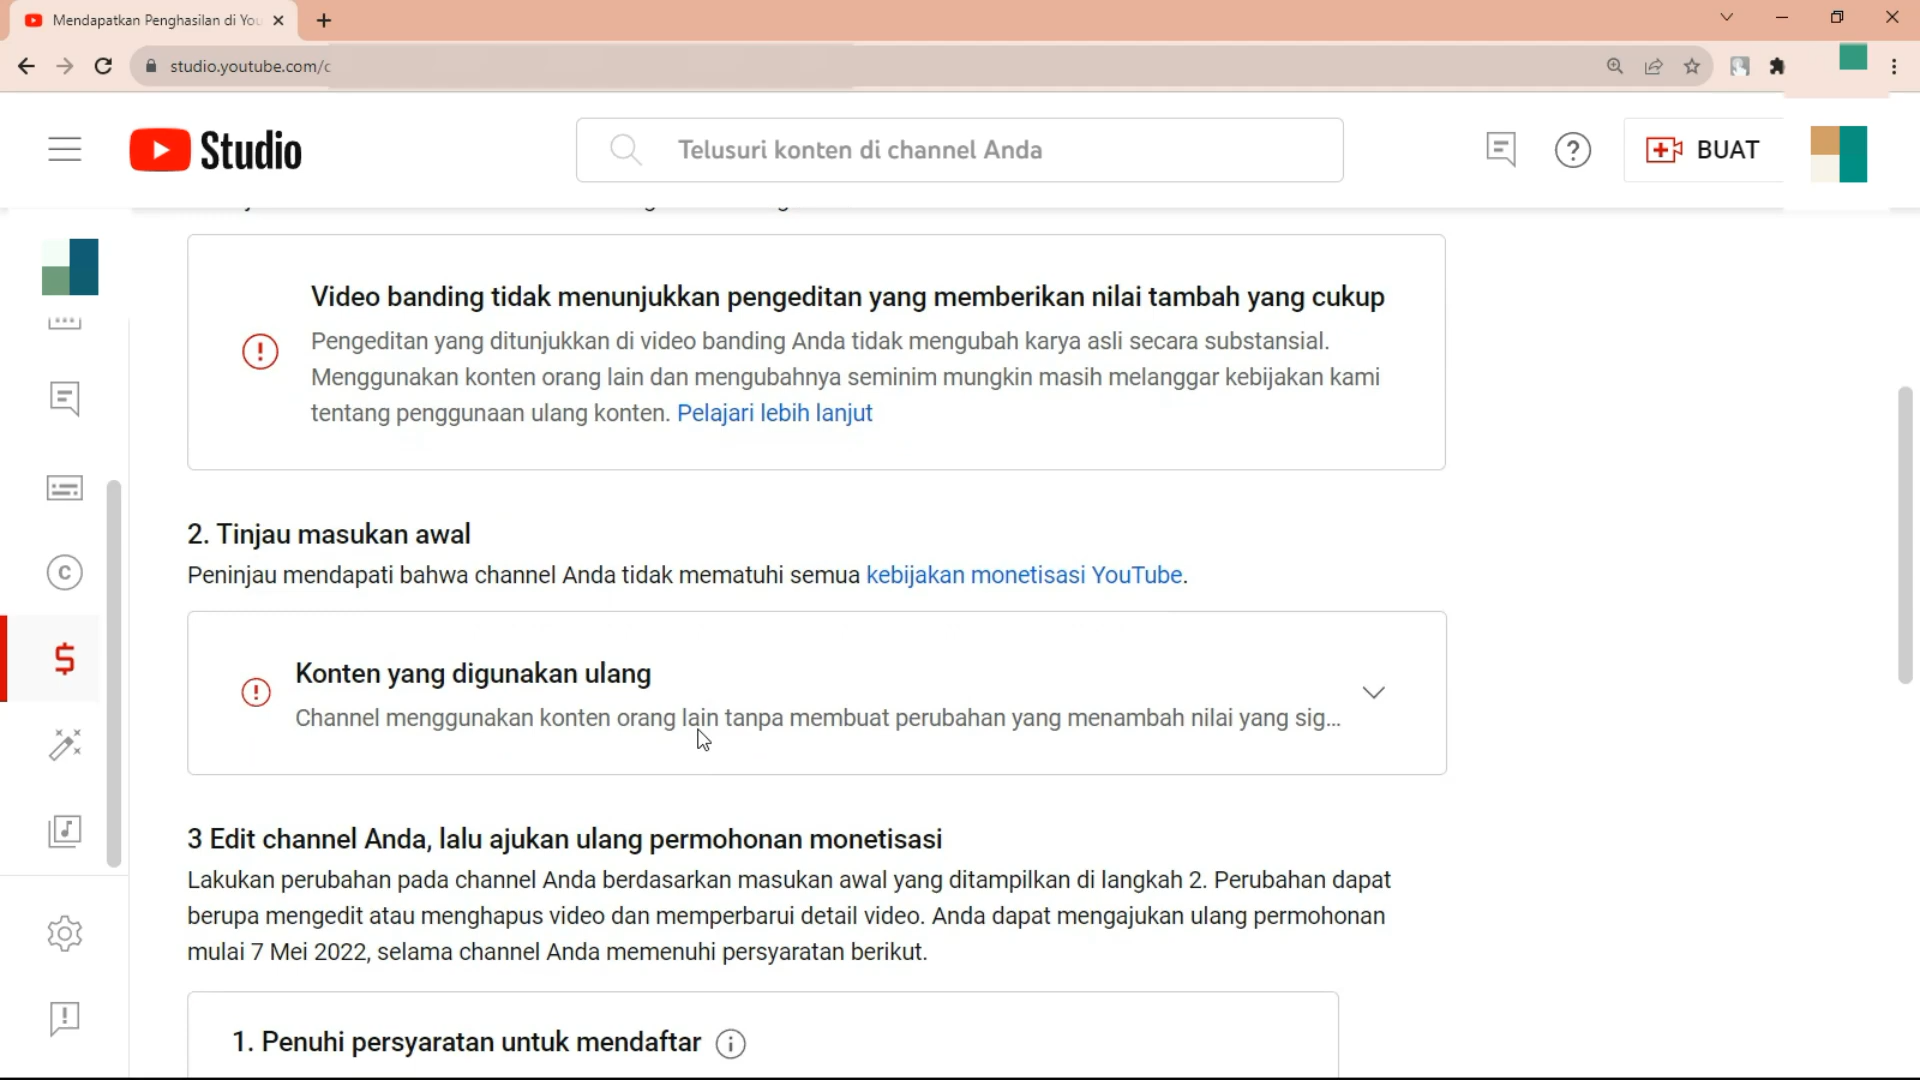 Mendapatkan Penghasilan di You
studio.youtube.com/c
Studio
Telusuri konten di channel Anda
BUAT
Video banding tidak menunjukkan pengeditan yang memberikan nilai tambah yang cukup
Pengeditan yang ditunjukkan di video banding Anda tidak mengubah karya asli secara substansial.
Menggunakan konten orang lain dan mengubahnya seminim mungkin masih melanggar kebijakan kami
tentang penggunaan ulang konten. Pelajari lebih lanjut
2. Tinjau masukan awal
Peninjau mendapati bahwa channel Anda tidak mematuhi semua kebijakan monetisasi YouTube.
Konten yang digunakan ulang
Channel menggunakan konten orang lain tanpa membuat perubahan yang menambah nilai yang sig...
3 Edit channel Anda, lalu ajukan ulang permohonan monetisasi
Lakukan perubahan pada channel Anda berdasarkan masukan awal yang ditampilkan di langkah 2. Perubahan dapat
berupa mengedit atau menghapus video dan memperbarui detail video. Anda dapat mengajukan ulang permohonan
mulai 7 Mei 2022, selama channel Anda memenuhi persyaratan berikut.
1. Penuhi persyaratan untuk mendaftar